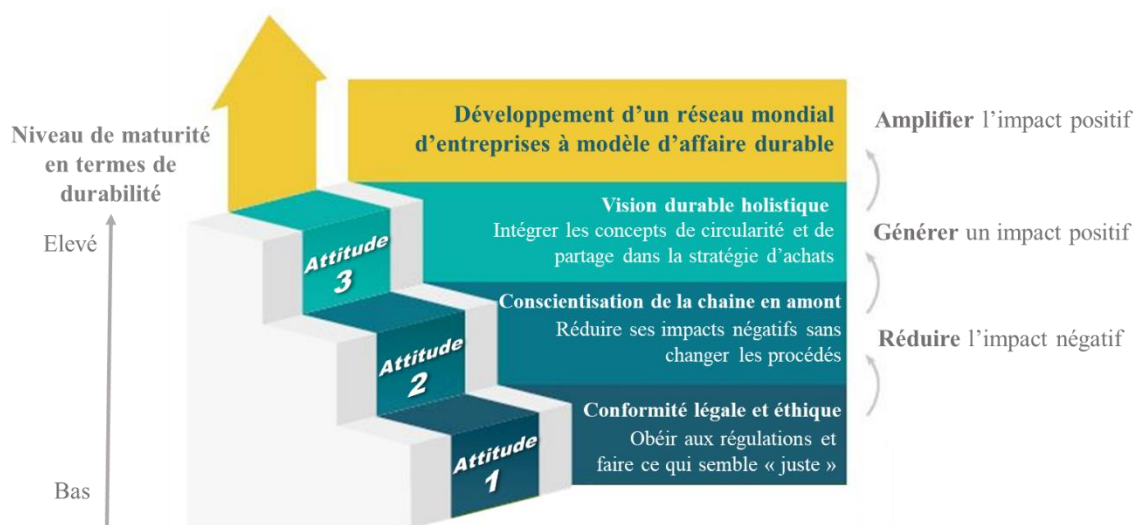 Développement d’un réseau mondial
d’entreprises à modèle d’affaire durable
Amplifier l’impact positif
Niveau de maturité
en termes de
durabilité
Elevé
Vision durable holistique
Intégrer les concepts de circularité et de
partage dans la stratégie d’achats
Générer un impact positif
Attitude
3
Conscientisation de la chaine en amont
Réduire ses impacts négatifs sans
changer les procédés
Réduire l’impact négatif
Attitude
2
Conformité légale et éthique
Obéir aux régulations et
faire ce qui semble « juste »
Attitude
1
Bas